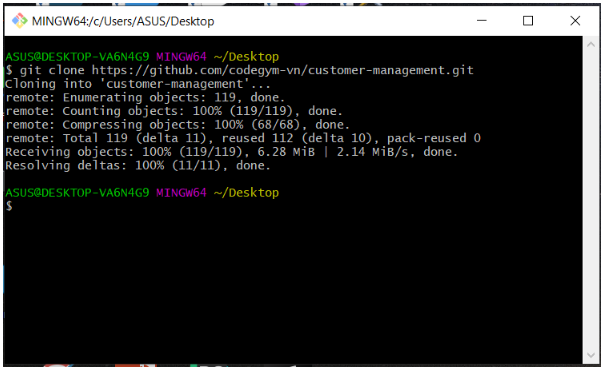 MINGW64:/c/Users/ASUS/Desktop
ASUS@DESKTOP-VA6N4G9 MINGW64 ~/Desktop
$ git clone https://github.com/codegym-vn/customer-management.git
Cloning into 'customer-management'...
remote: Enumerating objects: 119, done.
remote: Counting objects: 100% (119/119), done.
remote: Compressing objects: 100% (68/68), done.
remote: Total 119 (delta 11), reused 112 (delta 10), pack-reused 0
Receiving objects: 100% (119/119), 6.28 MiB | 2.14 MiB/s, done.
Resolving deltas: 100% (11/11), done.
ASUS@DESKTOP-VA6N4G9 MINGW64 ~/Desktop
$